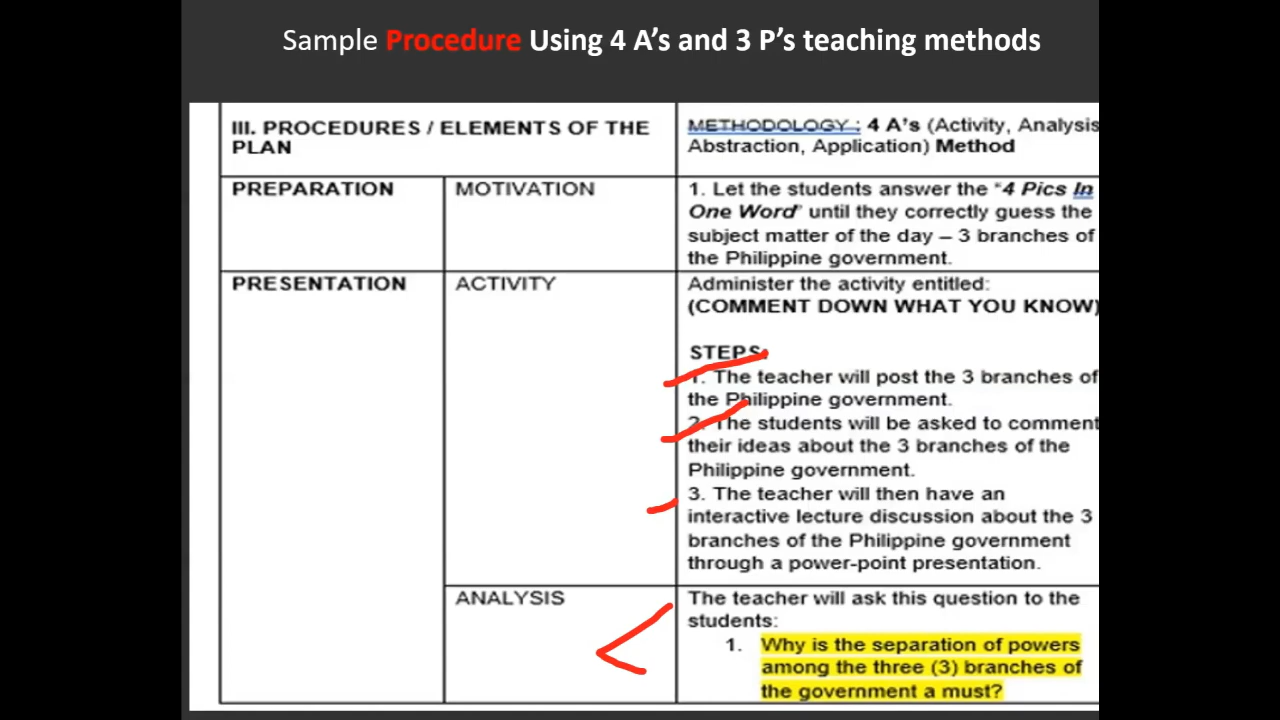 Sample Procedure Using 4 A's and 3 P's teaching methods
III. PROCEDURES / ELEMENTS OF THE
PLAN
METHODOLOGY : 4 A's (Activity, Analysis
Abstraction, Application) Method
PREPARATION
MOTIVATION
1. Let the students answer the "4 Pics In
One Word" until they correctly guess the
subject matter of the day – 3 branches of
the Philippine government.
PRESENTATION
ACTIVITY
Administer the activity entitled:
(COMMENT DOWN WHAT YOU KNOW)
STEPS:
1. The teacher will post the 3 branches of
the Philippine government.
2. The students will be asked to comment
their ideas about the 3 branches of the
Philippine government.
3. The teacher will then have an
interactive lecture discussion about the 3
branches of the Philippine government
through a power-point presentation.
ANALYSIS
The teacher will ask this question to the
students:
1. Why is the separation of powers
among the three (3) branches of
the government a must?